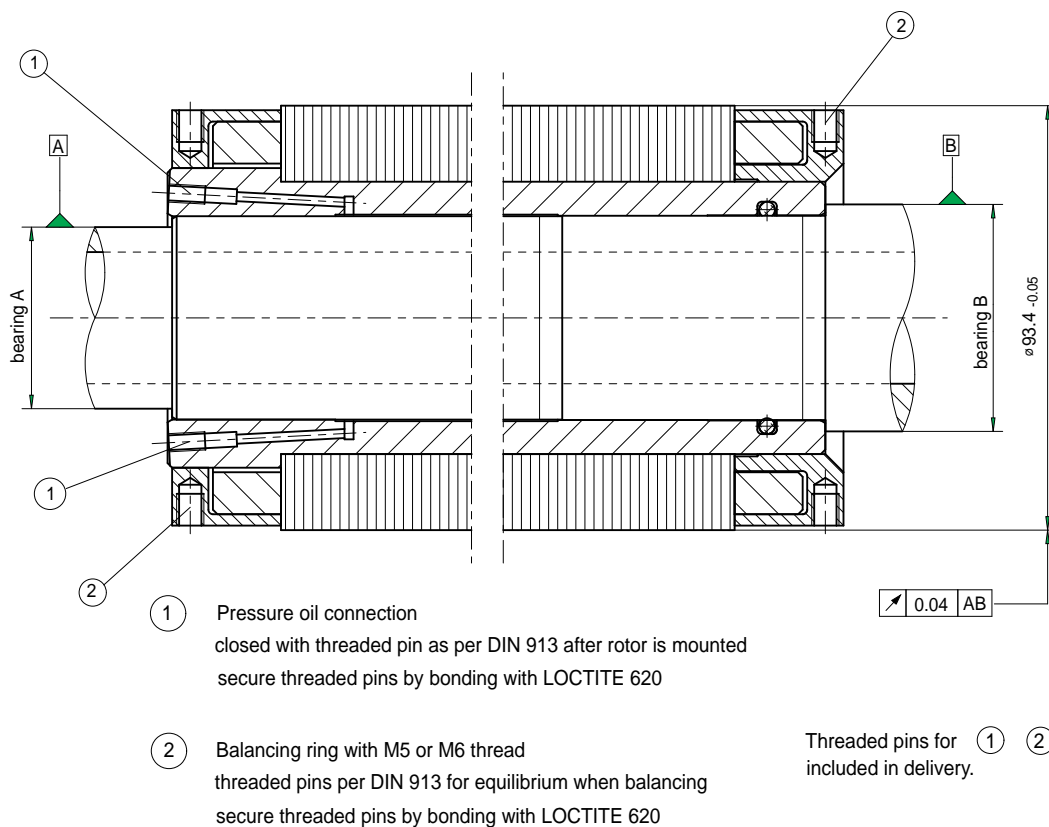 2
1
A
B
bearing A
bearing B
ø93.4 -0.05
1
2
0.04 AB
1 Pressure oil connection
closed with threaded pin as per DIN 913 after rotor is mounted
secure threaded pins by bonding with LOCTITE 620
2 Balancing ring with M5 or M6 thread
threaded pins per DIN 913 for equilibrium when balancing
secure threaded pins by bonding with LOCTITE 620
Threaded pins for 1 2
included in delivery.